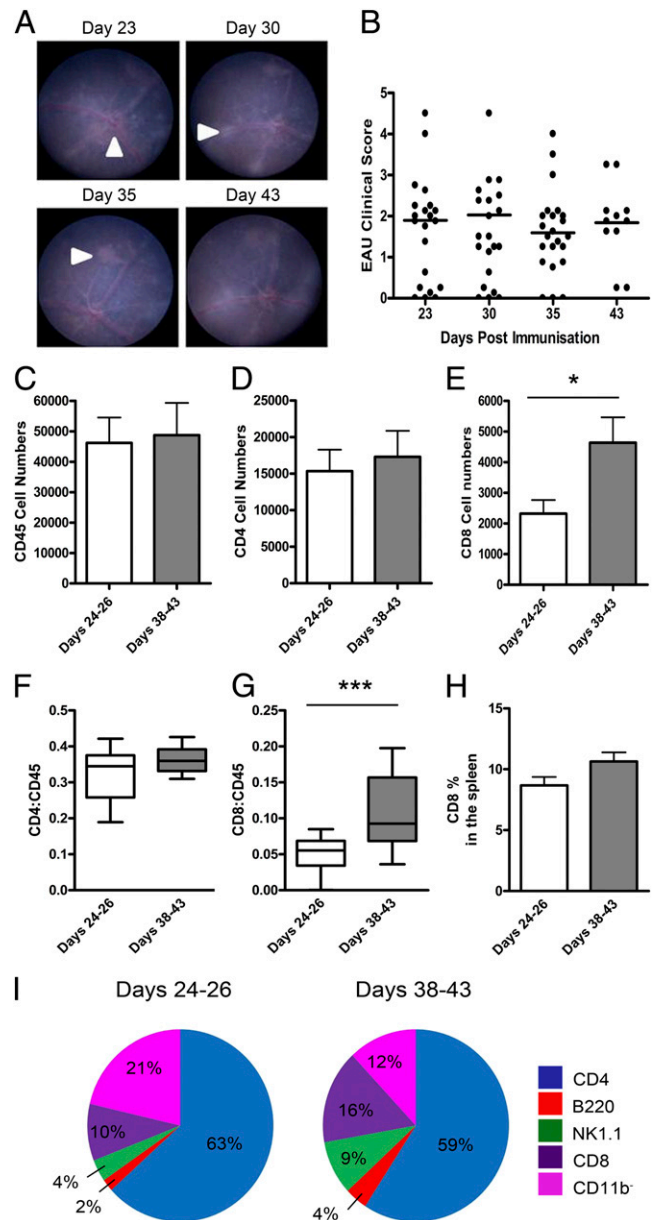 A
Day 23
Day 30
Day 35
Day 43
B
EAU Clinical Score
5
4
3
2
1
0
23
30
35
43
Days Post Immunisation
C
CD45 Cell Numbers
60000
50000
40000
30000
20000
10000
0
Days 24-26
Days 38-43
D
CD4 Cell Numbers
25000
20000
15000
10000
5000
0
Days 24-26
Days 38-43
E
*
CD8 Cell numbers
6000
5000
4000
3000
2000
1000
0
Days 24-26
Days 38-43
F
CD4:CD45
0.5
0.4
0.3
0.2
0.1
0.0
Days 24-26
Days 38-43
G
***
CD8:CD45
0.25
0.20
0.15
0.10
0.05
0.00
Days 24-26
Days 38-43
H
CD8 %
in the spleen
15
10
5
0
Days 24-26
Days 38-43
I
Days 24-26
21%
10%
4%
2%
63%
Days 38-43
12%
16%
9%
4%
59%
CD4
B220
NK1.1
CD8
CD11b-